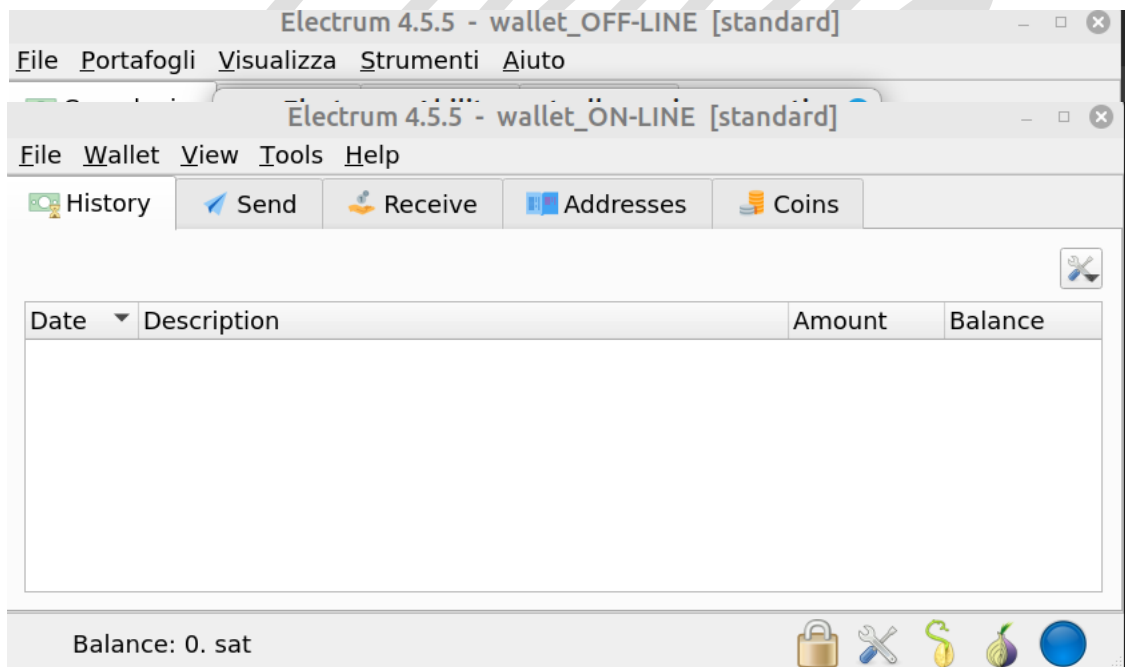 Electrum 4.5.5 - wallet_OFF-LINE [standard]
File Portafogli Visualizza Strumenti Aiuto
Electrum 4.5.5 - wallet_ON-LINE [standard]
File Wallet View Tools Help
History Send Receive Addresses Coins
Date Description Amount Balance
Balance: 0. sat